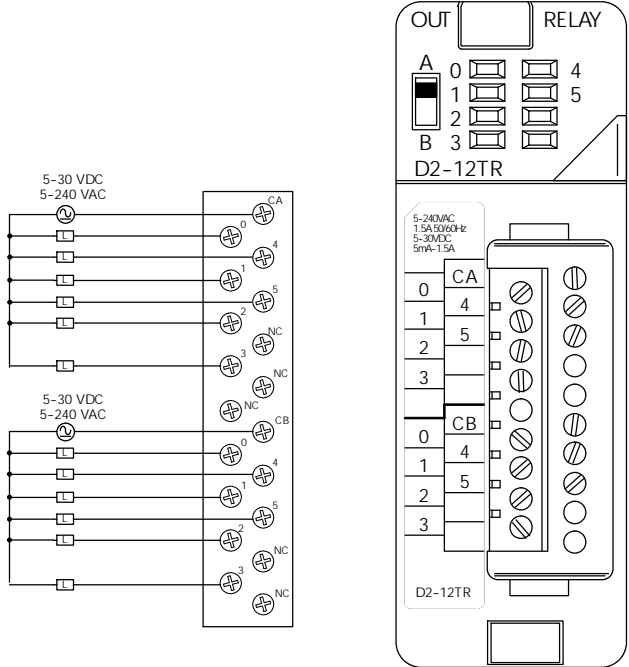 5-30 VDC
5-240 VAC
CA
0
L
4
L
1
L
5
L
2
L
NC
3
L
NC
NC
5-30 VDC
5-240 VAC
CB
0
L
4
L
1
L
5
L
2
L
NC
3
L
NC
OUT RELAY
A
0 4
1 5
2
B 3
D2-12TR
5-240VAC
1.5A 50/60Hz
5-30VDC
5mA-1.5A
CA
0
4
1
5
2
3
CB
0
4
1
5
2
3
D2-12TR